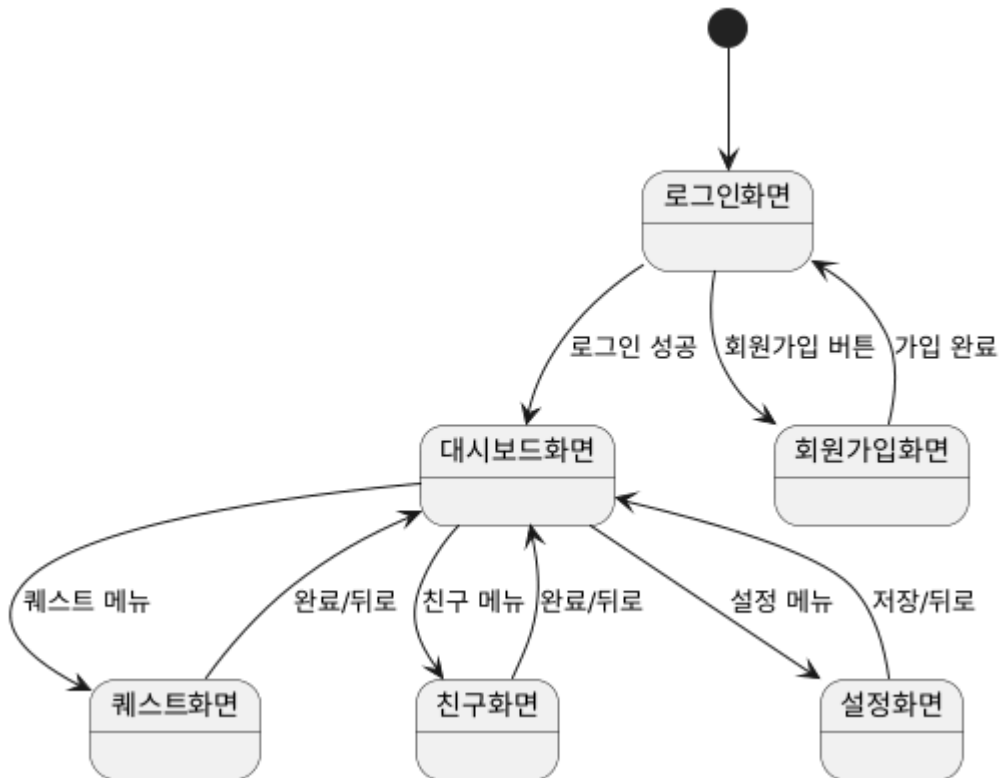 로그인화면
로그인 성공
회원가입 버튼
가입 완료
대시보드화면
회원가입화면
퀘스트 메뉴
완료/뒤로
친구 메뉴
완료/뒤로
설정 메뉴
저장/뒤로
퀘스트화면
친구화면
설정화면